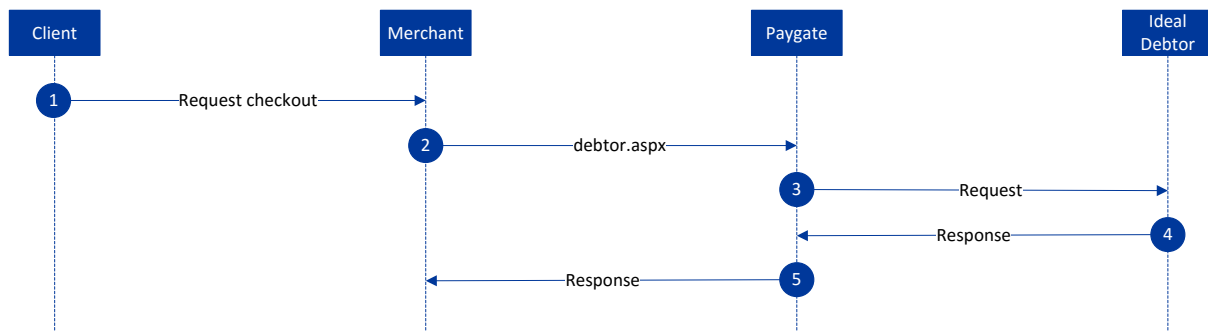 Client
Merchant
Paygate
Ideal
Debtor
1
Request checkout
2
debtor.aspx
3
Request
Response
4
Response
5